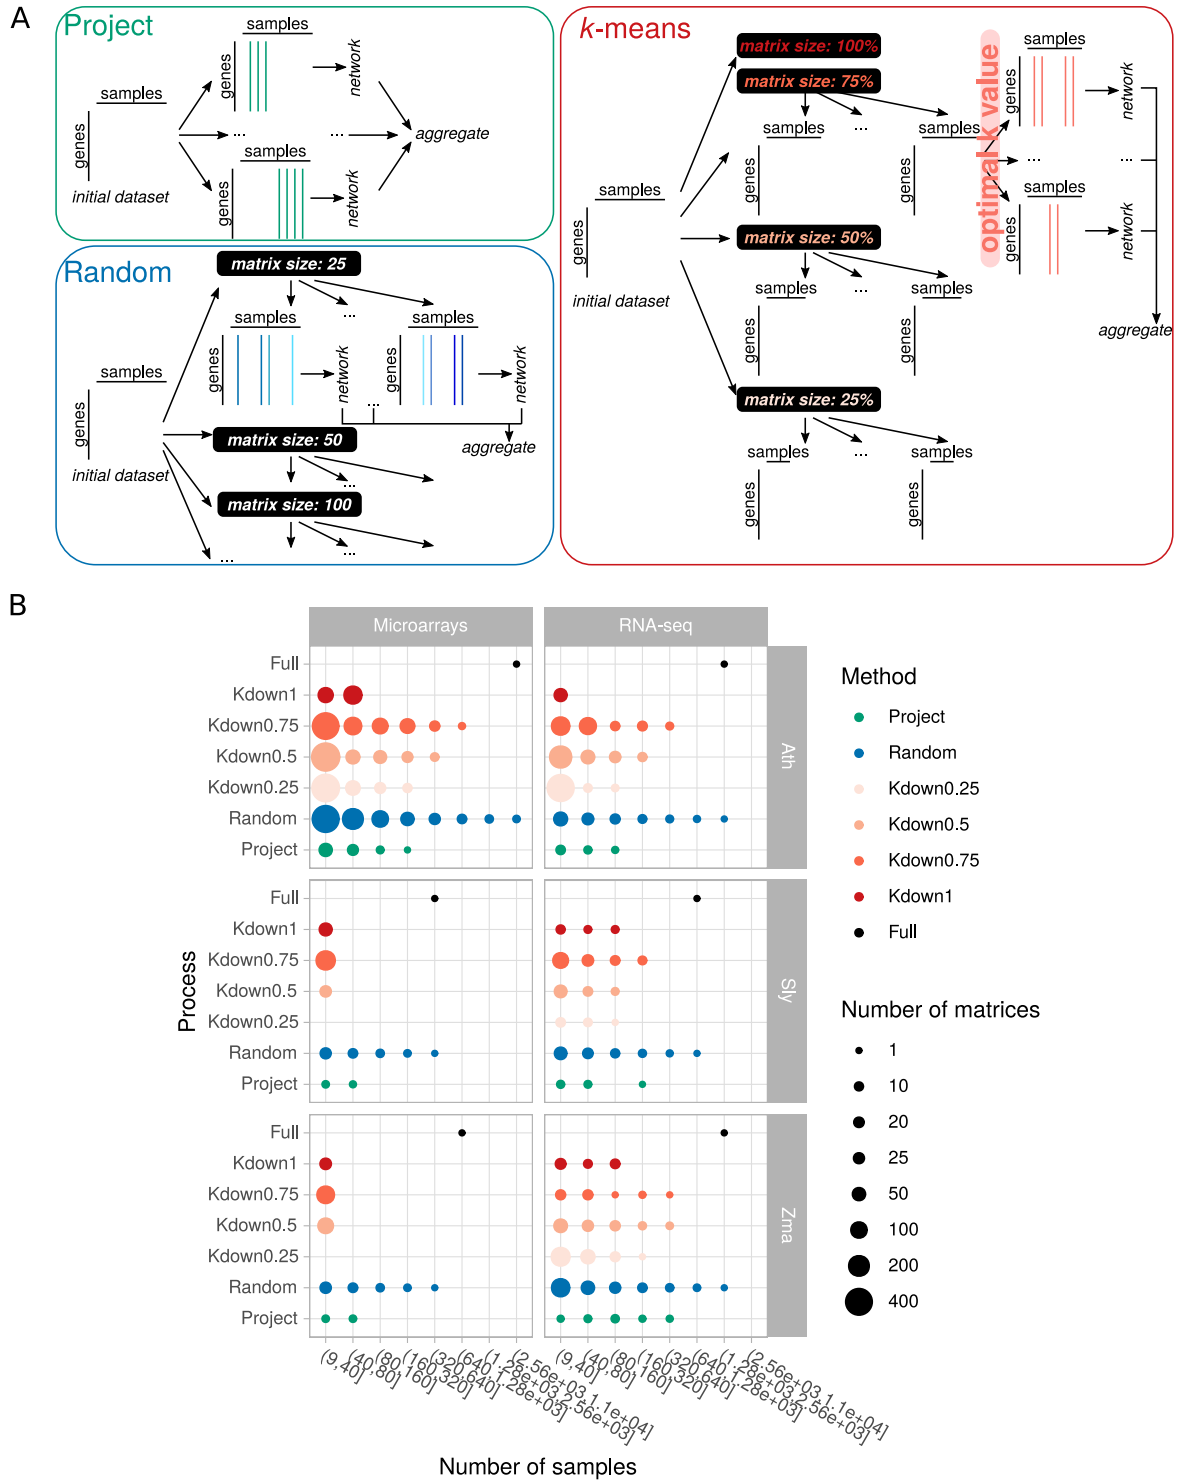 A
Project
samples
genes
network
samples
genes
initial dataset
...
...
aggregate
samples
genes
network
Random
matrix size: 25
...
samples
genes
network
samples
genes
network
...
aggregate
samples
genes
initial dataset
matrix size: 50
...
matrix size: 100
...
...
k-means
matrix size: 100%
matrix size: 75%
samples
genes
...
samples
genes
optimal k value
samples
genes
network
...
...
samples
genes
network
aggregate
samples
genes
initial dataset
matrix size: 50%
samples
genes
...
samples
genes
matrix size: 25%
samples
genes
...
samples
genes
B
Microarrays
RNA-seq
Process
Full
Kdown1
Kdown0.75
Kdown0.5
Kdown0.25
Random
Project
Ath
Full
Kdown1
Kdown0.75
Kdown0.5
Kdown0.25
Random
Project
Sly
Full
Kdown1
Kdown0.75
Kdown0.5
Kdown0.25
Random
Project
Zma
(9,40]
(40,80]
(80,160]
(160,320]
(320,640]
(640,1.28e+03]
(1.28e+03,2.56e+03]
(2.56e+03,1.1e+04]
(9,40]
(40,80]
(80,160]
(160,320]
(320,640]
(640,1.28e+03]
(1.28e+03,2.56e+03]
(2.56e+03,1.1e+04]
Number of samples
Method
Project
Random
Kdown0.25
Kdown0.5
Kdown0.75
Kdown1
Full
Number of matrices
1
10
20
25
50
100
200
400